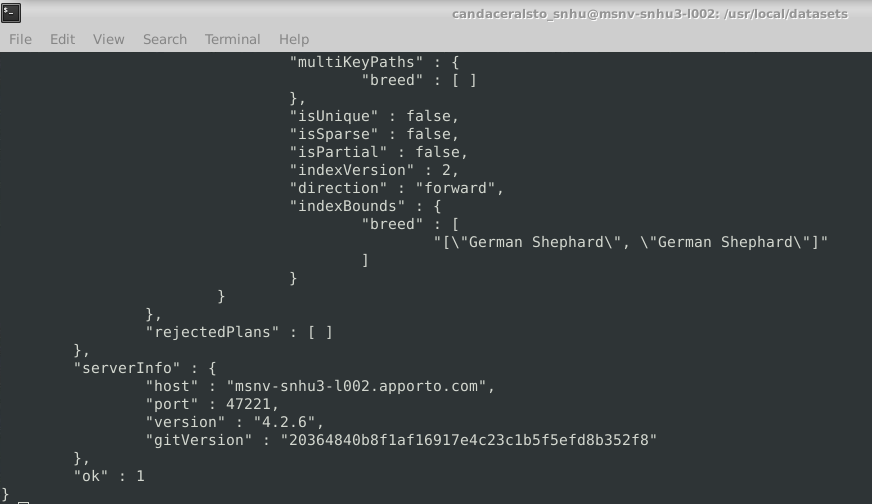 candaceralsto_snhu@msnv-snhu3-l002: /usr/local/datasets
File Edit View Search Terminal Help
"multiKeyPaths" : {
"breed" : [ ]
},
"isUnique" : false,
"isSparse" : false,
"isPartial" : false,
"indexVersion" : 2,
"direction" : "forward",
"indexBounds" : {
"breed" : [
"[\"German Shephard\", \"German Shephard\"]"
]
}
}
},
"rejectedPlans" : [ ]
},
"serverInfo" : {
"host" : "msnv-snhu3-l002.apporto.com",
"port" : 47221,
"version" : "4.2.6",
"gitVersion" : "20364840b8f1af16917e4c23c1b5f5efd8b352f8"
},
"ok" : 1
}